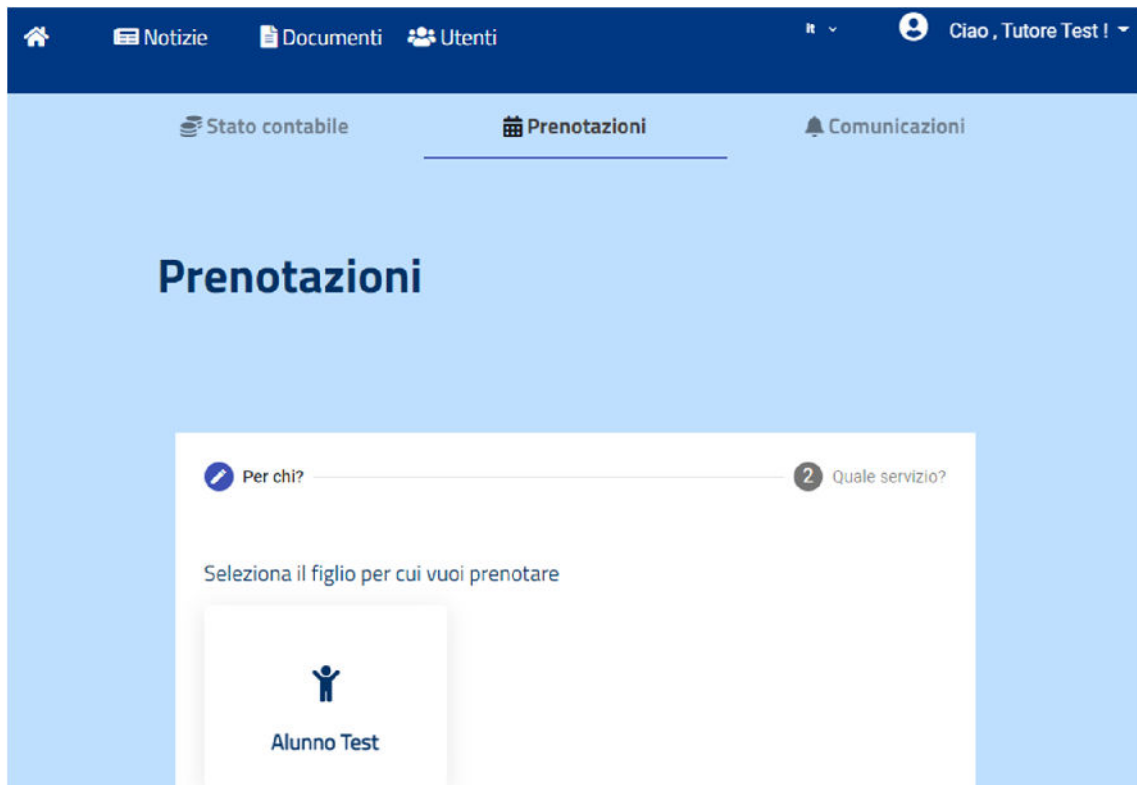 Notizie Documenti Utenti It Ciao , Tutore Test !
Stato contabile Prenotazioni Comunicazioni
Prenotazioni
Per chi? 2 Quale servizio?
Seleziona il figlio per cui vuoi prenotare
Alunno Test